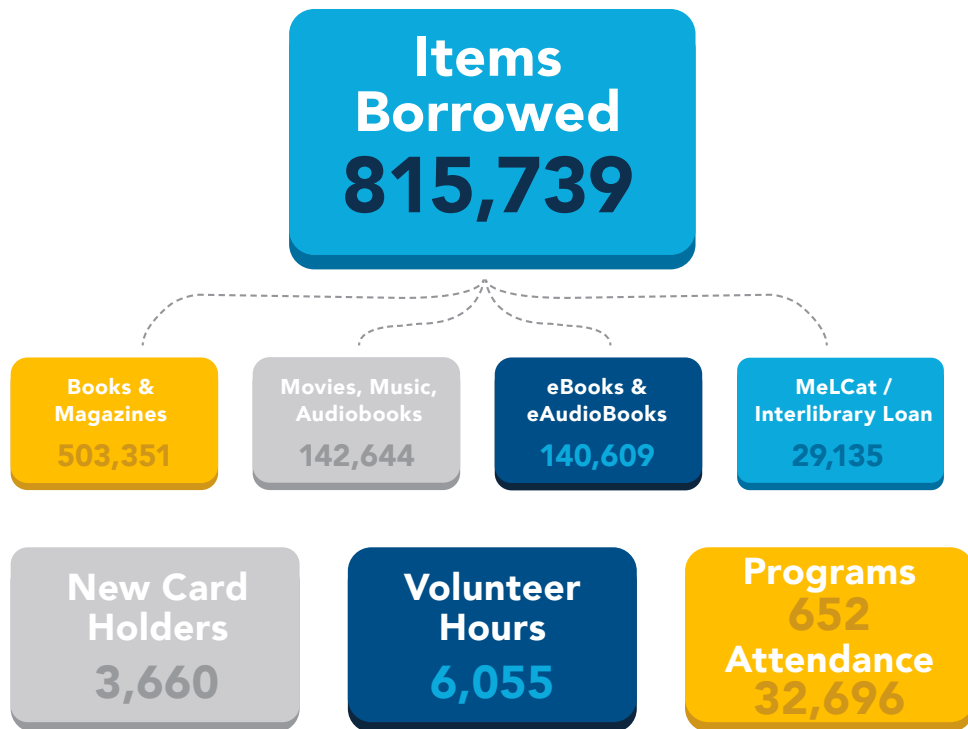 Items
Borrowed
815,739
Books &
Magazines
503,351
Movies, Music,
Audiobooks
142,644
eBooks &
eAudioBooks
140,609
MeLCat /
Interlibrary Loan
29,135
New Card
Holders
3,660
Volunteer
Hours
6,055
Programs
652
Attendance
32,696